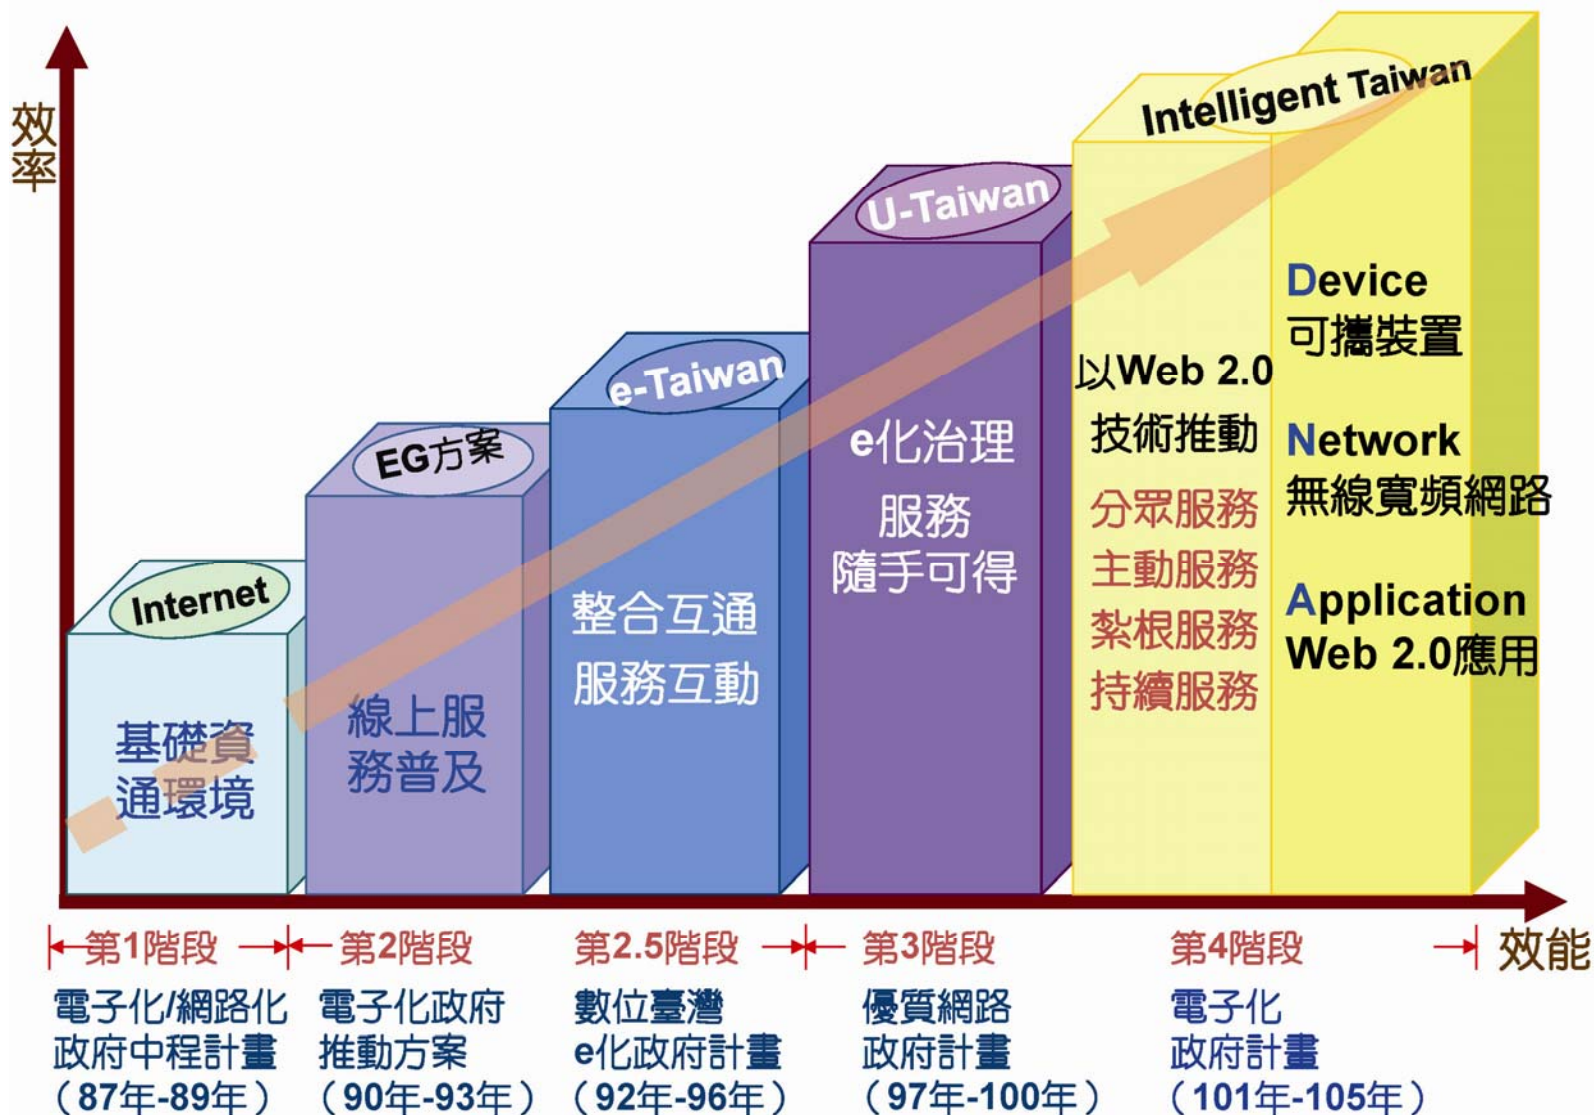 效率
Internet
基礎資
通環境
EG方案
線上服
務普及
e-Taiwan
整合互通
服務互動
U-Taiwan
e化治理
服務
隨手可得
Intelligent Taiwan
以Web 2.0
技術推動
分眾服務
主動服務
紮根服務
持續服務
Device
可攜裝置
Network
無線寬頻網路
Application
Web 2.0應用
效能
第1階段
電子化/網路化
政府中程計畫
（87年-89年）
第2階段
電子化政府
推動方案
（90年-93年）
第2.5階段
數位臺灣
e化政府計畫
（92年-96年）
第3階段
優質網路
政府計畫
（97年-100年）
第4階段
電子化
政府計畫
（101年-105年）